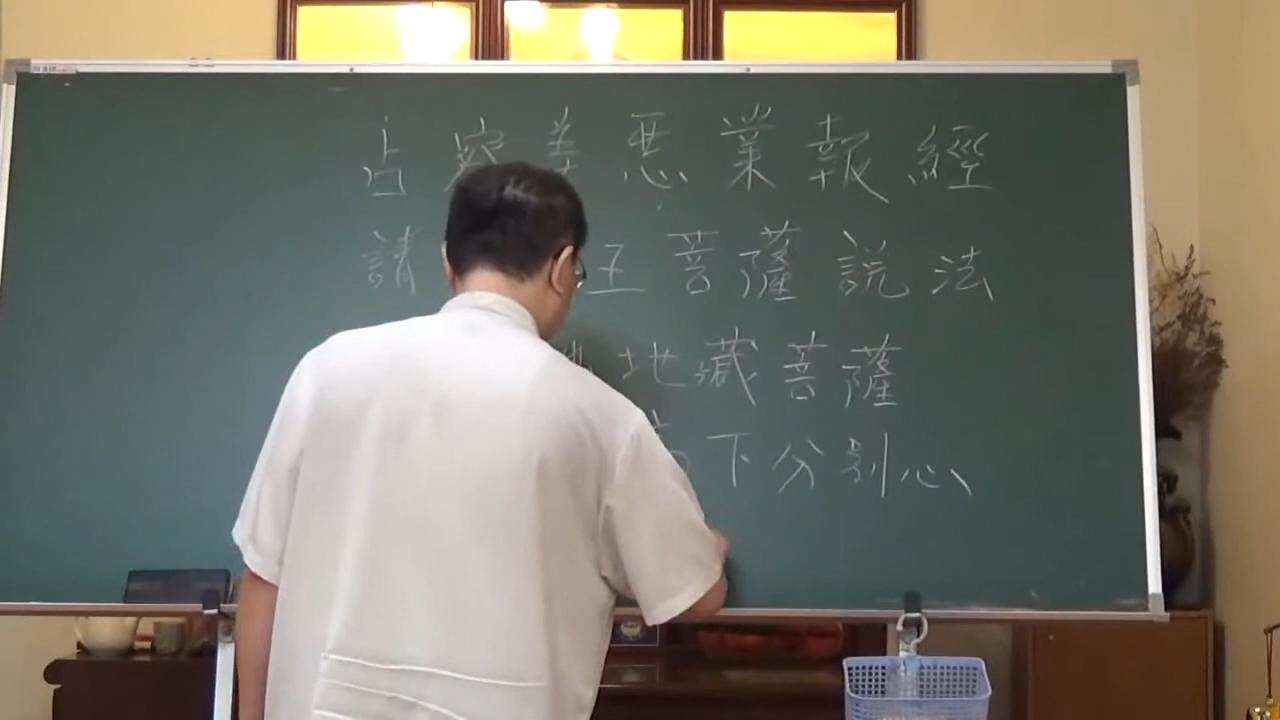 占察善惡業報經
請 王菩薩説法
地藏菩薩
下分別心